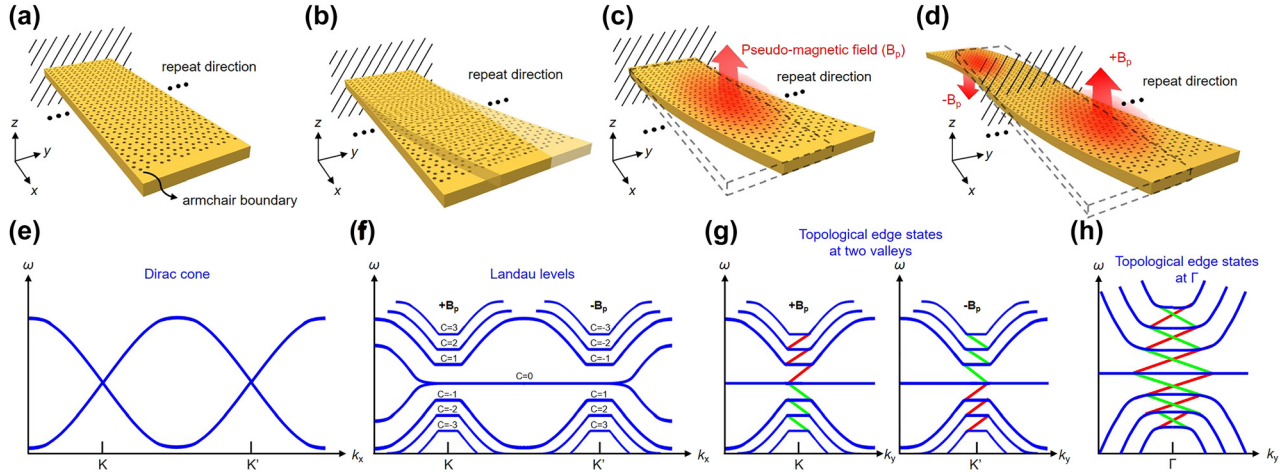 (a)
repeat direction
z
y
x
armchair boundary
(b)
repeat direction
z
y
x
(c)
Pseudo-magnetic field (Bp)
repeat direction
z
y
x
(d)
+Bp
repeat direction
-Bp
z
y
x
(e)
ω
Dirac cone
K
K'
kx
(f)
ω
Landau levels
+Bp
-Bp
C=3
C=2
C=1
C=-3
C=-2
C=-1
C=0
C=-1
C=-2
C=-3
C=1
C=2
C=3
K
K'
kx
(g)
Topological edge states
at two valleys
ω
+Bp
K
ky
ω
-Bp
K'
ky
(h)
Topological edge states
at Γ
ω
Γ
ky